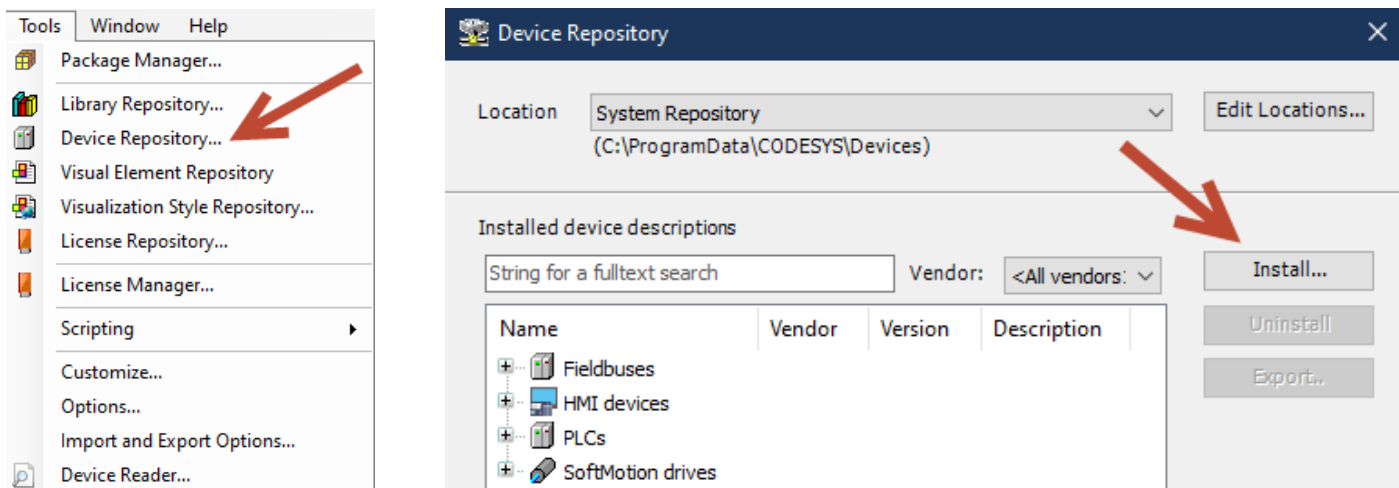 Tools Window Help
Package Manager...
Library Repository...
Device Repository...
Visual Element Repository
Visualization Style Repository...
License Repository...
License Manager...
Scripting
Customize...
Options...
Import and Export Options...
Device Reader...
Device Repository
Location System Repository Edit Locations...
(C:\ProgramData\CODESYS\Devices)
Installed device descriptions
String for a fulltext search Vendor: <All vendors: Install...
Name Vendor Version Description Uninstall
Fieldbuses Export..
HMI devices
PLCs
SoftMotion drives